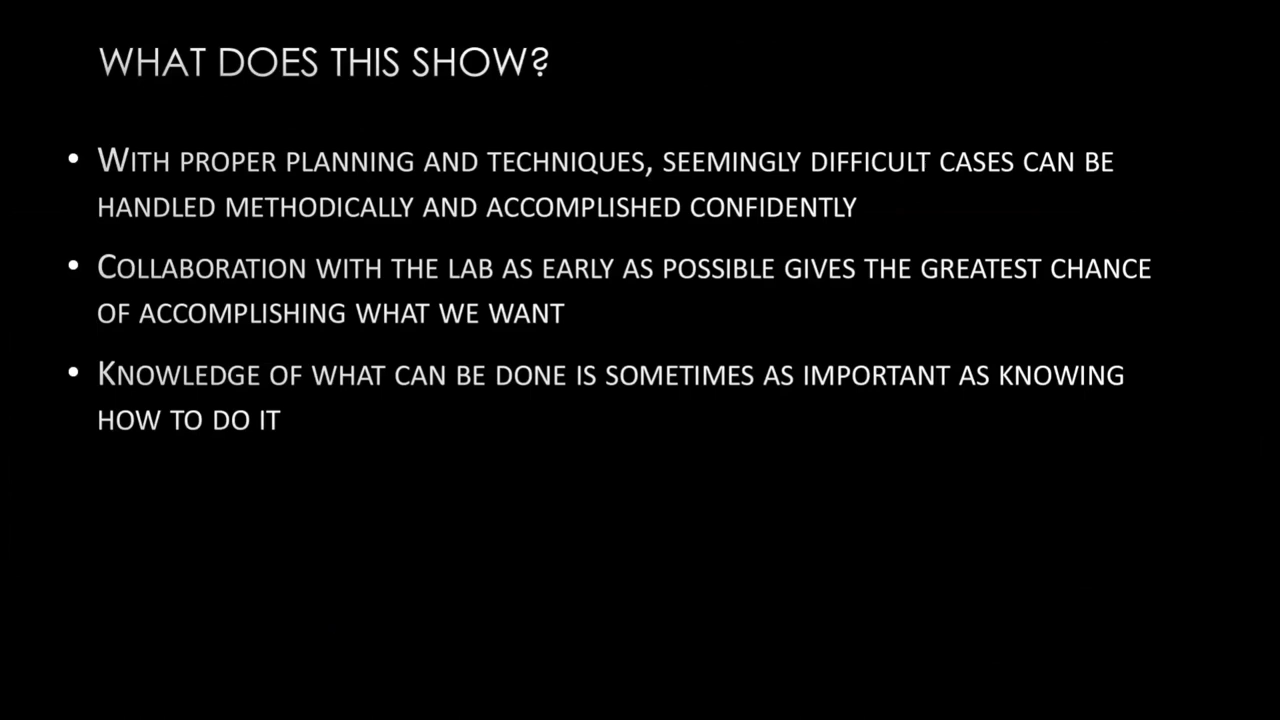 WHAT DOES THIS SHOW?
• WITH PROPER PLANNING AND TECHNIQUES, SEEMINGLY DIFFICULT CASES CAN BE
HANDLED METHODICALLY AND ACCOMPLISHED CONFIDENTLY
• COLLABORATION WITH THE LAB AS EARLY AS POSSIBLE GIVES THE GREATEST CHANCE
OF ACCOMPLISHING WHAT WE WANT
• KNOWLEDGE OF WHAT CAN BE DONE IS SOMETIMES AS IMPORTANT AS KNOWING
HOW TO DO IT